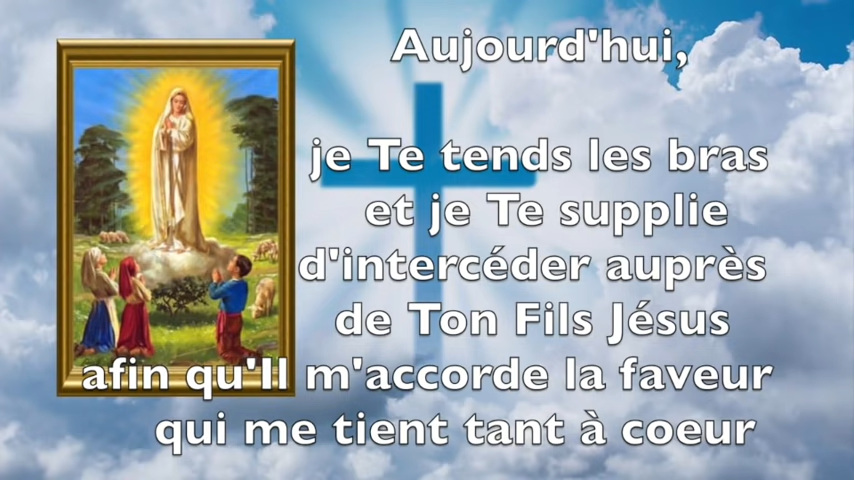 Aujourd'hui,
je Te tends les bras
et je Te supplie
d'intercéder auprès
de Ton Fils Jésus
afin qu'Il m'accorde la faveur
qui me tient tant à coeur